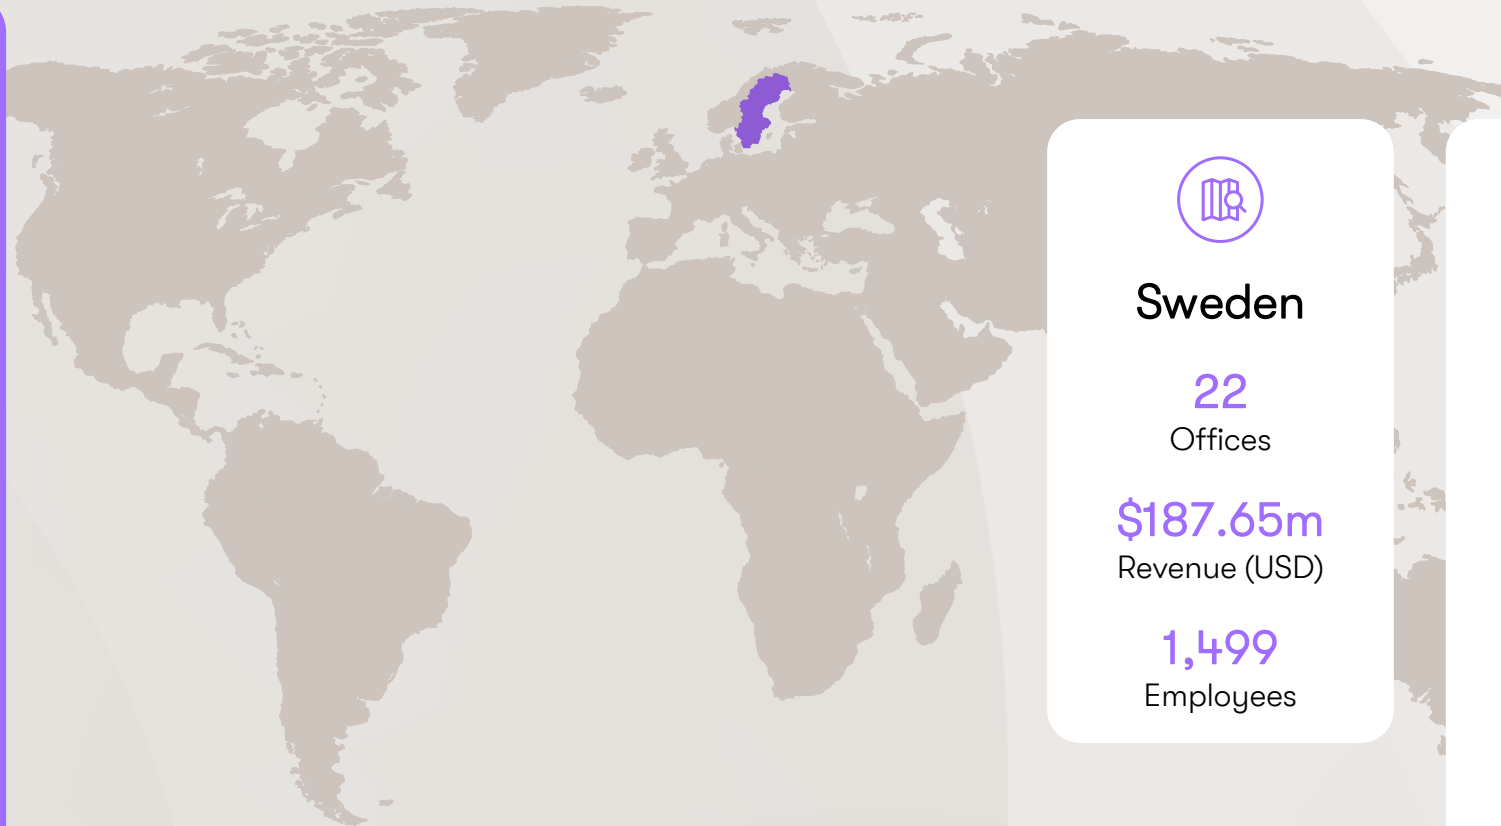 Sweden
22
Offices
$187.65m
Revenue (USD)
1,499
Employees